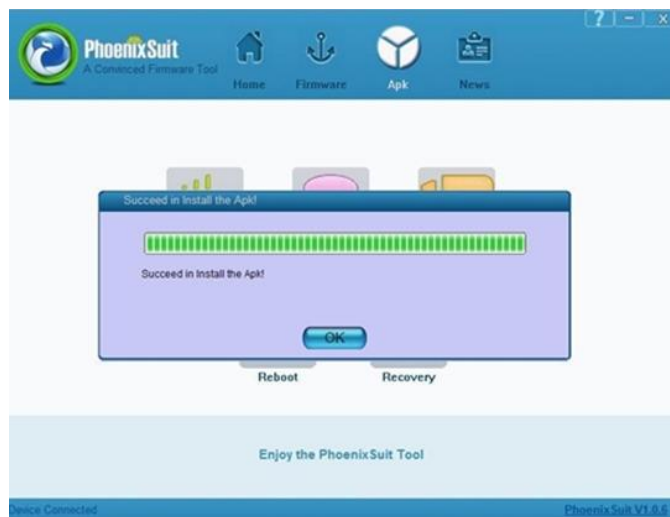 ? - x
PhoenixSuit
A Convinced Firmware Tool
Home Firmware Apk News
Succeed in Install the Apk!
Succeed in Install the Apk!
OK
Reboot Recovery
Enjoy the PhoenixSuit Tool
Device Connected PhoenixSuit V1.0.6